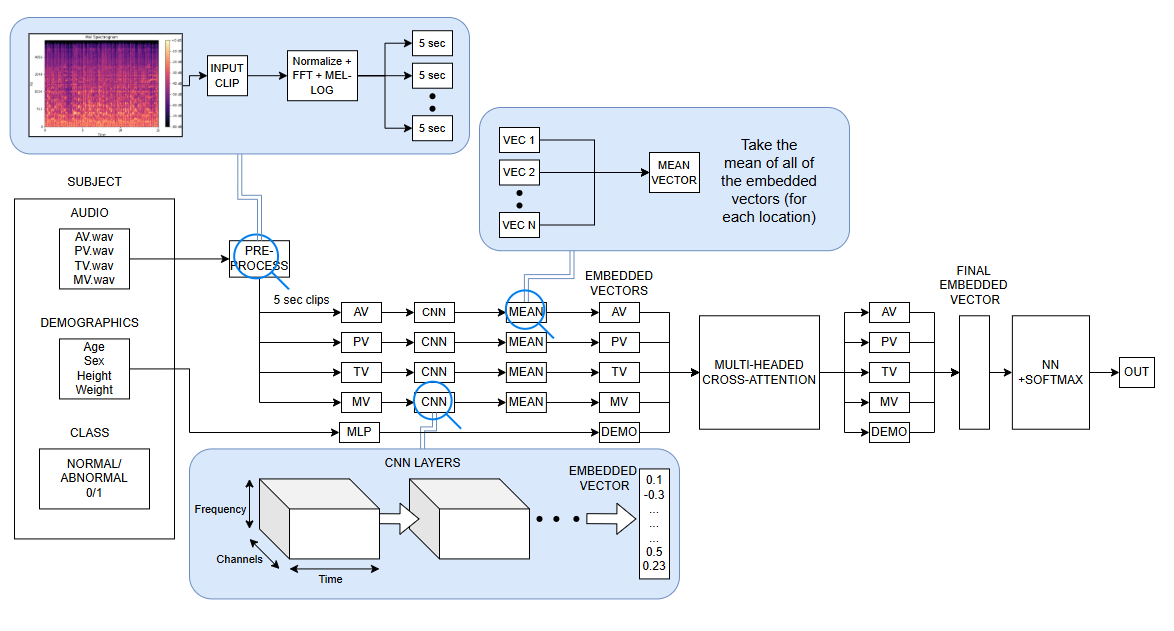 Mel Spectrogram
Time
INPUT
CLIP
Normalize +
FFT + MEL-
LOG
5 sec
5 sec
5 sec
VEC 1
VEC 2
VEC N
MEAN
VECTOR
Take the
mean of all of
the embedded
vectors (for
each location)
SUBJECT
AUDIO
AV.wav
PV.wav
TV.wav
MV.wav
DEMOGRAPHICS
Age
Sex
Height
Weight
CLASS
NORMAL/
ABNORMAL
0/1
PRE-
PROCESS
5 sec clips
EMBEDDED
VECTORS
AV
CNN
MEAN
AV
PV
CNN
MEAN
PV
TV
CNN
MEAN
TV
MV
CNN
MEAN
MV
MLP
DEMO
MULTI-HEADED
CROSS-ATTENTION
AV
PV
TV
MV
DEMO
FINAL
EMBEDDED
VECTOR
NN
+SOFTMAX
OUT
CNN LAYERS
Frequency
Channels
Time
EMBEDDED
VECTOR
0.1
-0.3
...
...
...
0.5
0.23